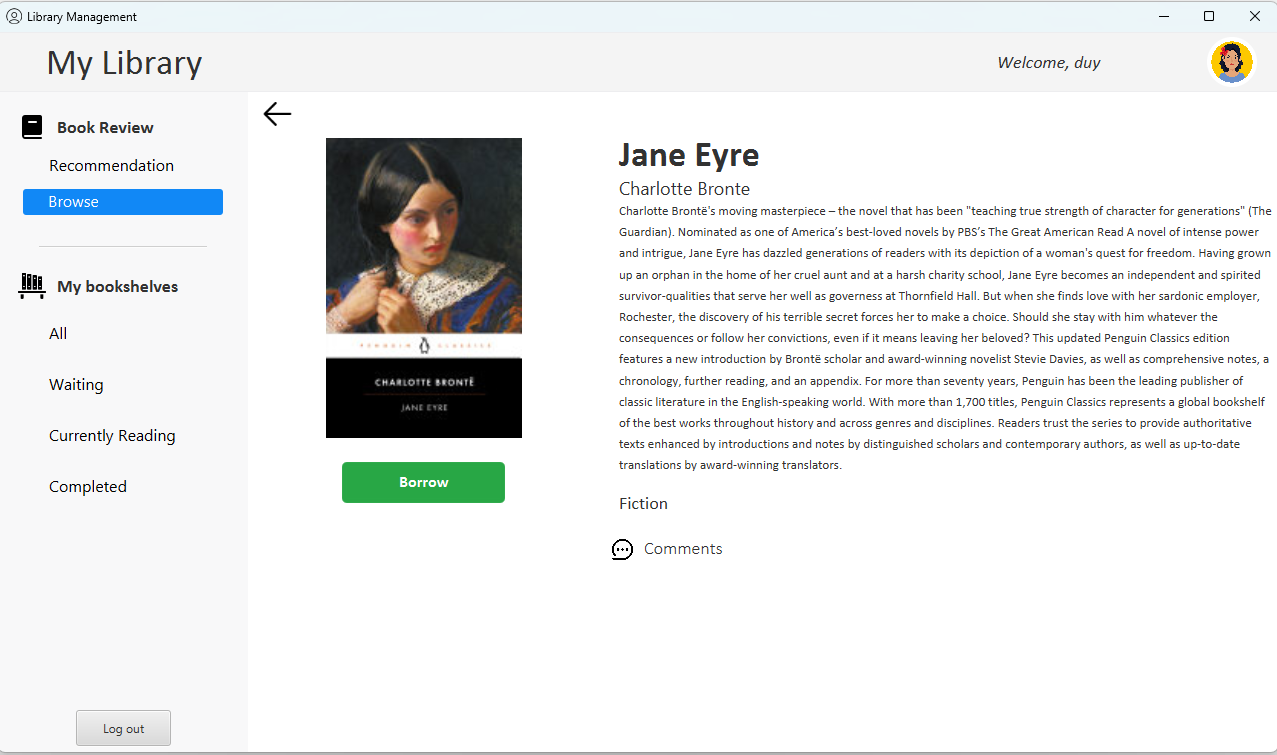 Library Management
My Library
Welcome, duy
Book Review
Recommendation
Browse
My bookshelves
All
Waiting
Currently Reading
Completed
Log out
PENGUIN CLASSICS
CHARLOTTE BRONTË
JANE EYRE
Borrow
Jane Eyre
Charlotte Bronte
Charlotte Brontë's moving masterpiece – the novel that has been "teaching true strength of character for generations" (The
Guardian). Nominated as one of America’s best-loved novels by PBS’s The Great American Read A novel of intense power
and intrigue, Jane Eyre has dazzled generations of readers with its depiction of a woman's quest for freedom. Having grown
up an orphan in the home of her cruel aunt and at a harsh charity school, Jane Eyre becomes an independent and spirited
survivor-qualities that serve her well as governess at Thornfield Hall. But when she finds love with her sardonic employer,
Rochester, the discovery of his terrible secret forces her to make a choice. Should she stay with him whatever the
consequences or follow her convictions, even if it means leaving her beloved? This updated Penguin Classics edition
features a new introduction by Brontë scholar and award-winning novelist Stevie Davies, as well as comprehensive notes, a
chronology, further reading, and an appendix. For more than seventy years, Penguin has been the leading publisher of
classic literature in the English-speaking world. With more than 1,700 titles, Penguin Classics represents a global bookshelf
of the best works throughout history and across genres and disciplines. Readers trust the series to provide authoritative
texts enhanced by introductions and notes by distinguished scholars and contemporary authors, as well as up-to-date
translations by award-winning translators.
Fiction
Comments